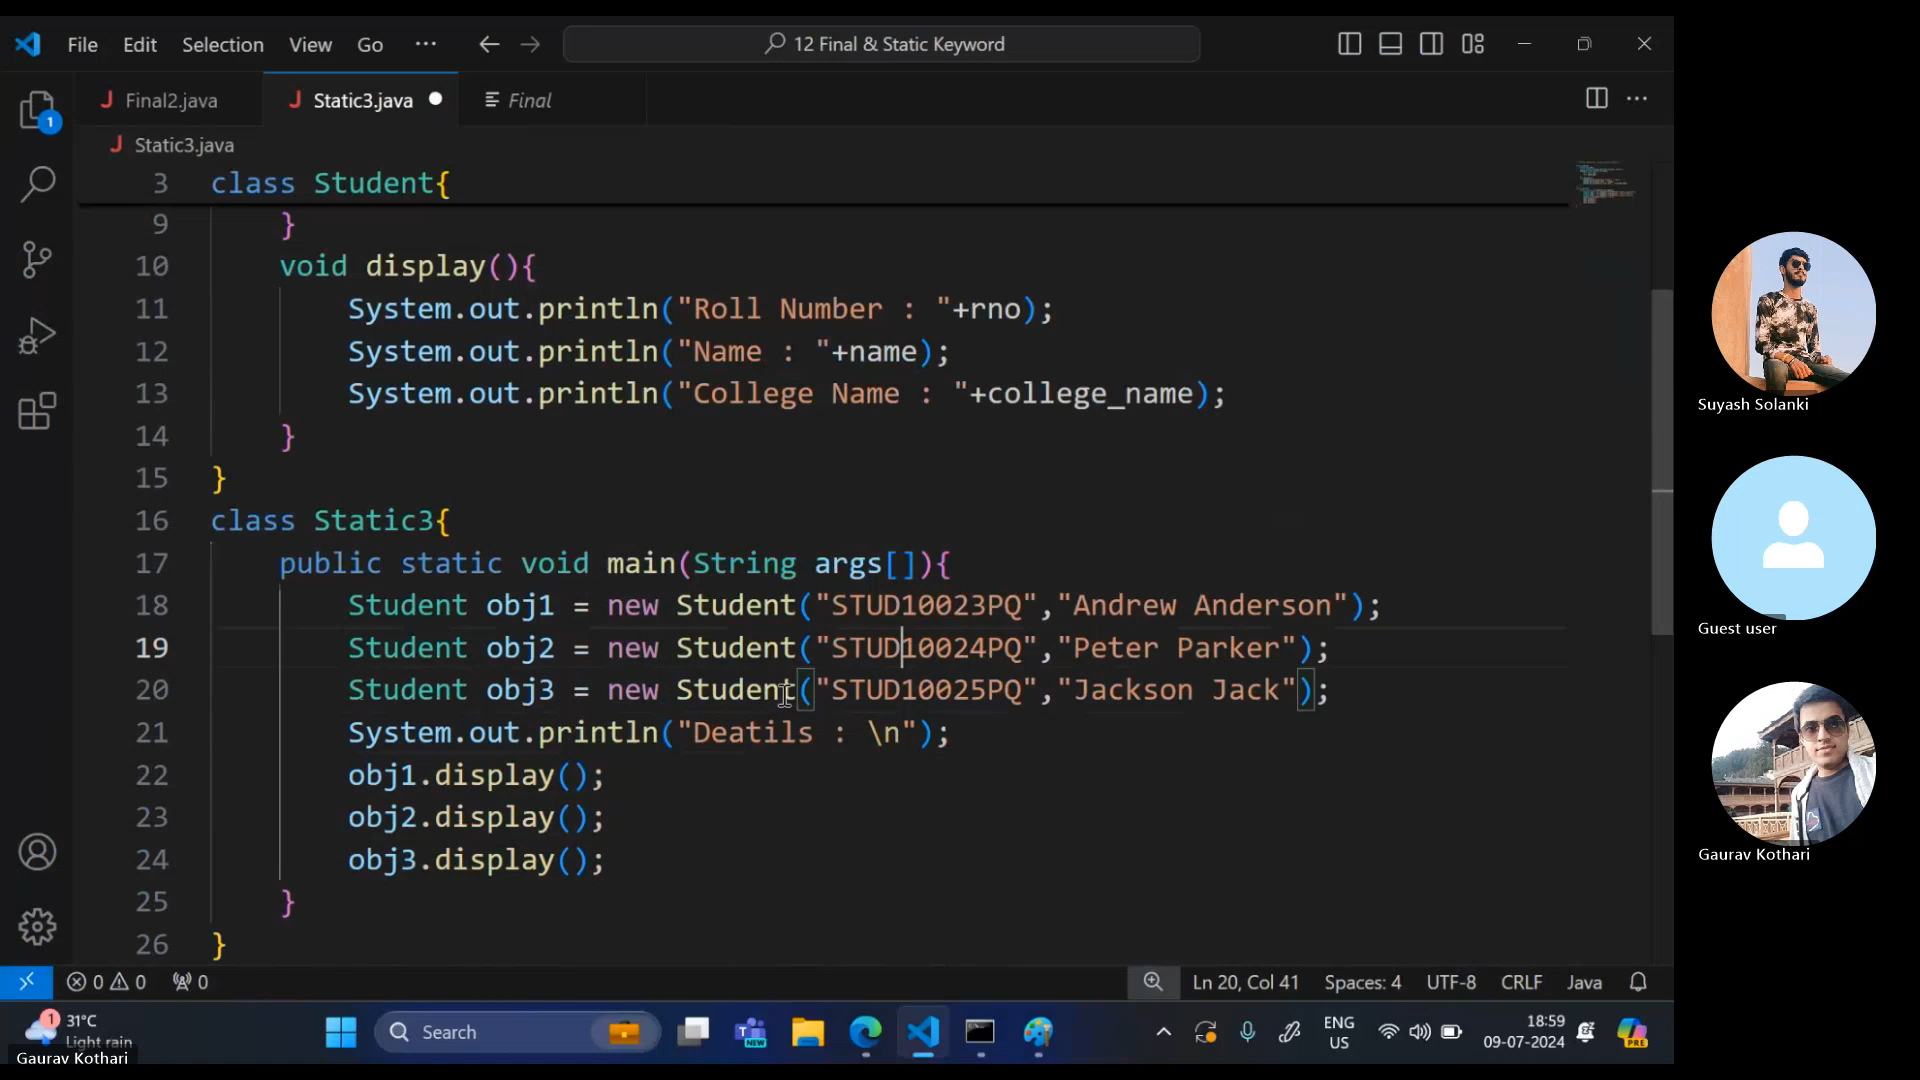 File Edit Selection View Go ··· 12 Final & Static Keyword
Final2.java Static3.java Final
1
Static3.java
3 class Student{
9 }
10 void display(){
11 System.out.println("Roll Number : "+rno);
12 System.out.println("Name : "+name);
13 System.out.println("College Name : "+college_name);
14 }
15 }
16 class Static3{
17 public static void main(String args[]){
18 Student obj1 = new Student("STUD10023PQ","Andrew Anderson");
19 Student obj2 = new Student("STUD10024PQ","Peter Parker");
20 Student obj3 = new Student("STUD10025PQ","Jackson Jack");
21 System.out.println("Deatils : \n");
22 obj1.display();
23 obj2.display();
24 obj3.display();
25 }
26 }
0 0 0 Ln 20, Col 41 Spaces: 4 UTF-8 CRLF Java
1 31°C Search NEW ENG 18:59 PRE
Light rain US 09-07-2024
Gaurav Kothari
Suyash Solanki
Guest user
Gaurav Kothari